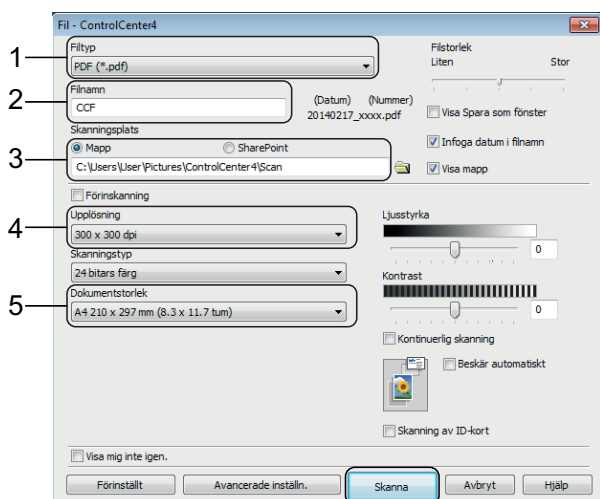 Fil - ControlCenter4
1
Filtyp
PDF (*.pdf)
Filstorlek
Liten Stor
2
Filnamn
CCF
(Datum) (Nummer)
20140217_xxxx.pdf
Visa Spara som fönster
Infoga datum i filnamn
Visa mapp
3
Skanningsplats
Mapp SharePoint
C:\Users\User\Pictures\ControlCenter4\Scan
Förinskanning
4
Upplösning
300 x 300 dpi
Skanningstyp
24 bitars färg
5
Dokumentstorlek
A4 210 x 297 mm (8.3 x 11.7 tum)
Ljusstyrka
0
Kontrast
0
Kontinuerlig skanning
Beskär automatiskt
Skanning av ID-kort
Visa mig inte igen.
Förinställt Avancerade inställn. Skanna Avbryt Hjälp